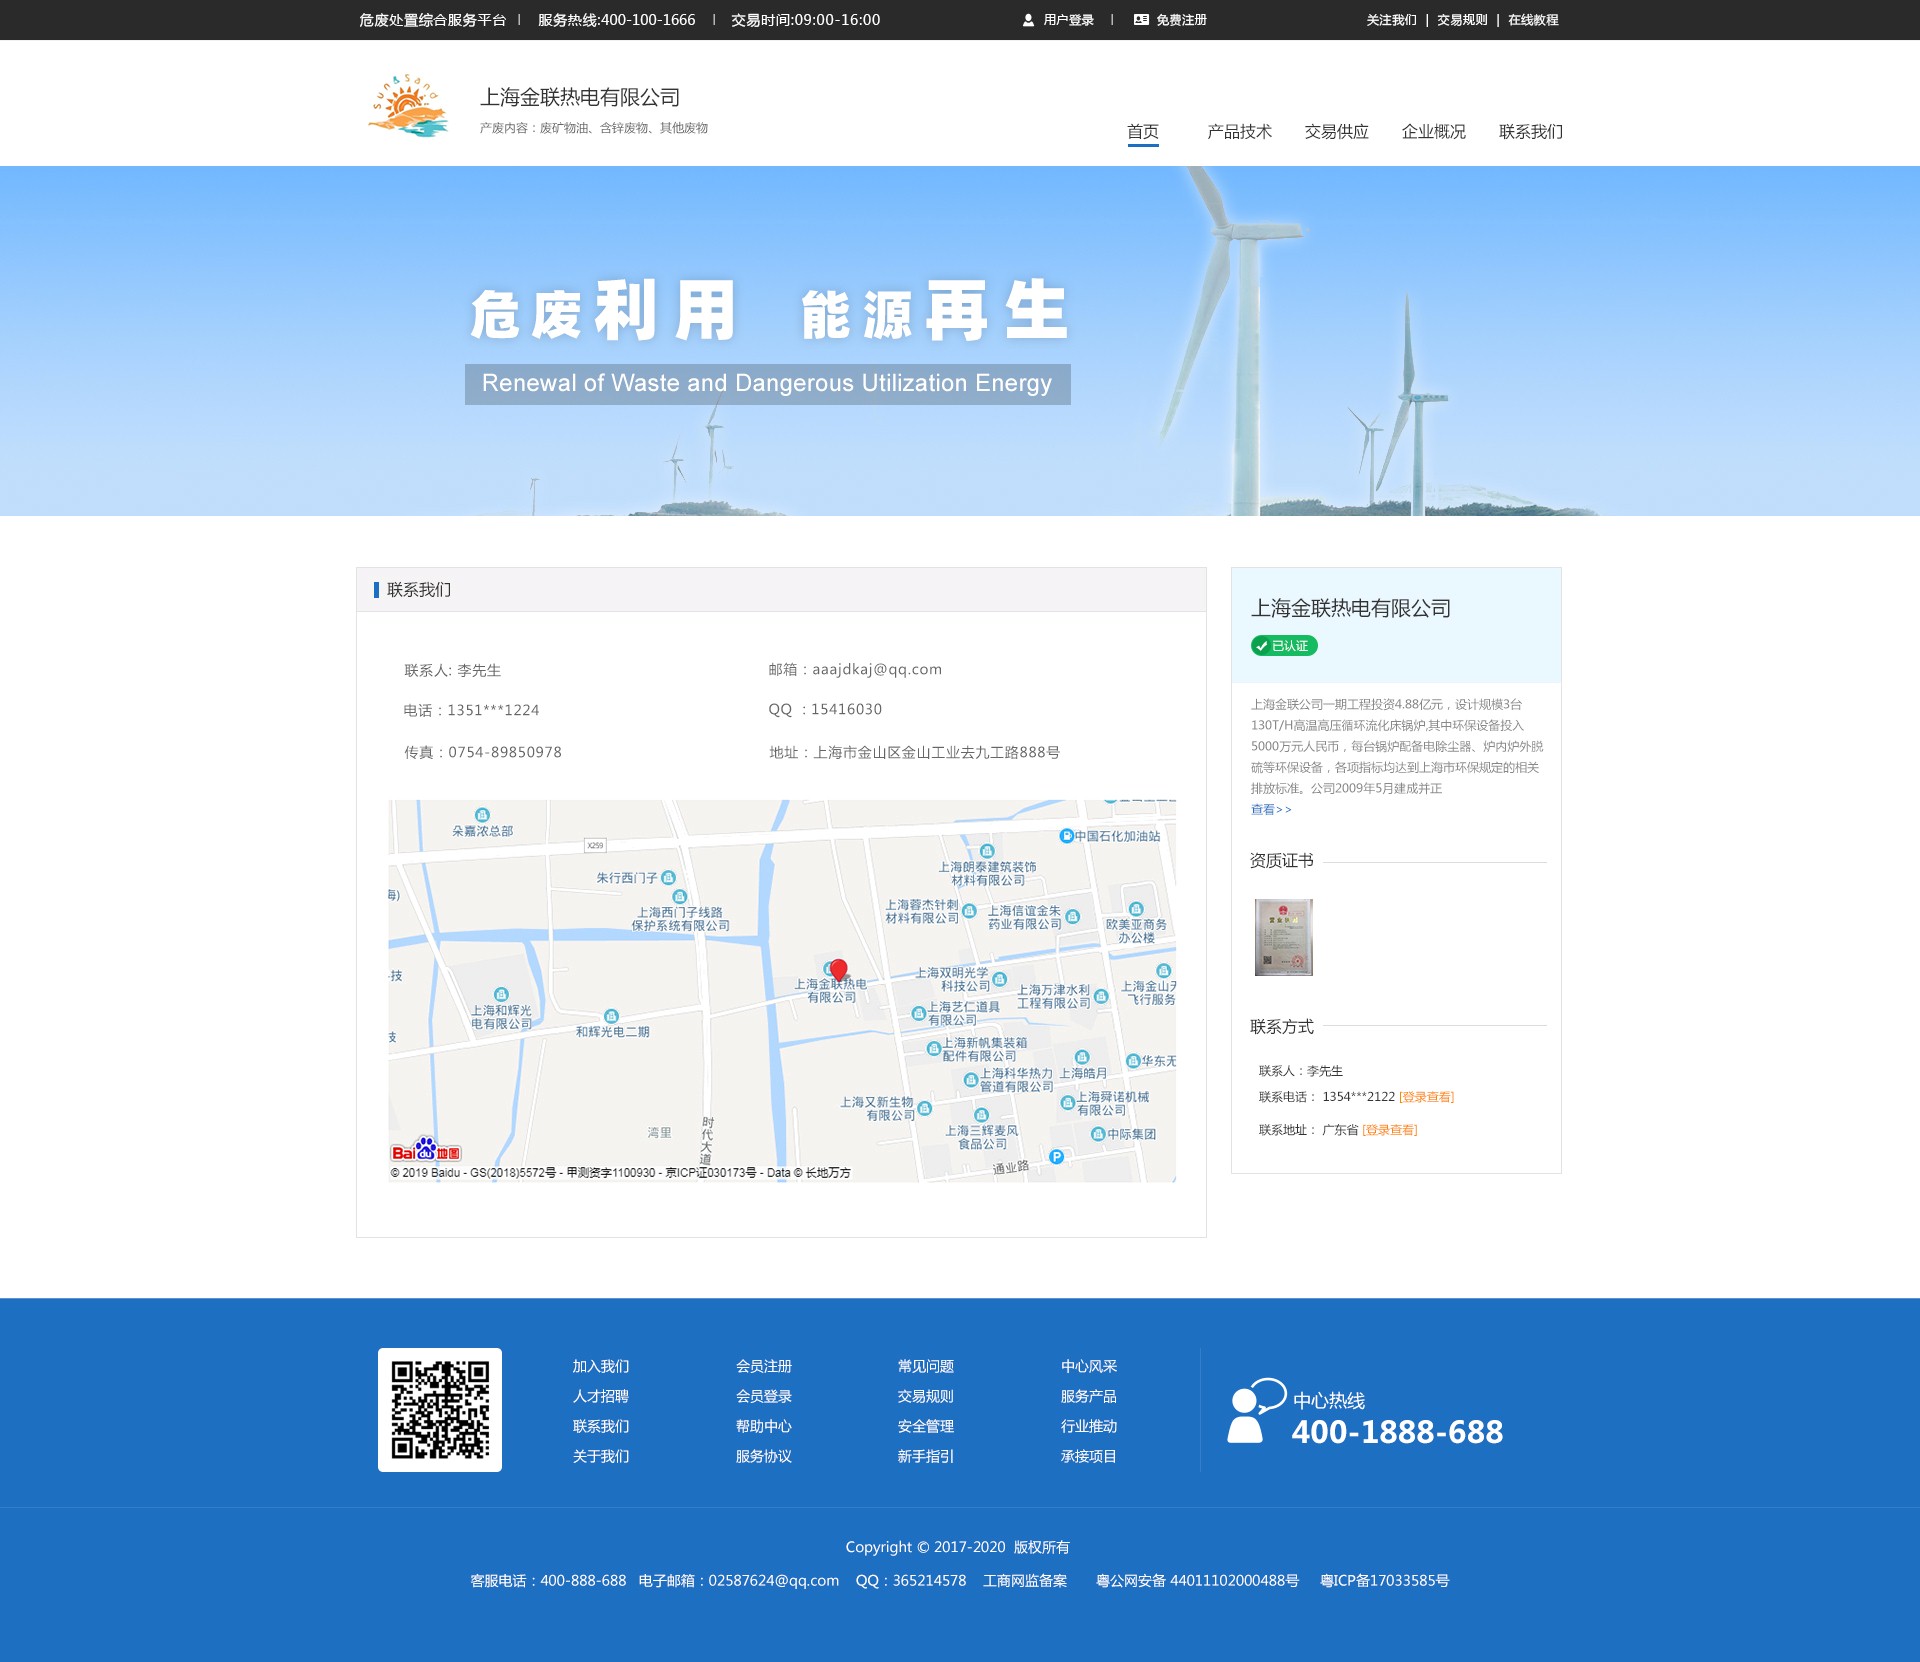 危废处置综合服务平台 | 服务热线:400-100-1666 | 交易时间:09:00-16:00 用户登录 | 免费注册 关注我们 | 交易规则 | 在线教程
Sun & Sand
上海金联热电有限公司
产废内容：废矿物油、含锌废物、其他废物
首页 产品技术 交易供应 企业概况 联系我们
危废利用 能源再生
Renewal of Waste and Dangerous Utilization Energy
联系我们
联系人: 李先生 邮箱：aaajdkaj@qq.com
电话：1351***1224 QQ ：15416030
传真：0754-89850978 地址：上海市金山区金山工业去九工路888号
朵嘉浓总部
X259
中国石化加油站
朱行西门子
上海朗泰建筑装饰
材料有限公司
上海西门子线路
保护系统有限公司
上海蓉杰针刺
材料有限公司
上海信谊金朱
药业有限公司
欧美亚商务
办公楼
海)
技
上海金联热电
有限公司
上海双明光学
科技公司
上海万津水利
工程有限公司
上海金山
飞行服务
上海和辉光
电有限公司
和辉光电二期
上海艺仁道具
有限公司
技
上海新帆集装箱
配件有限公司
上海科华热力
管道有限公司
上海皓月
华东无
上海又新生物
有限公司
上海舜诺机械
有限公司
上海三辉麦风
食品公司
中际集团
湾里
时代大道
通业路
P
Bai du 地图
© 2019 Baidu - GS(2018)5572号 - 甲测资字1100930 - 京ICP证030173号 - Data © 长地万方
上海金联热电有限公司
已认证
上海金联公司一期工程投资4.88亿元，设计规模3台
130T/H高温高压循环流化床锅炉,其中环保设备投入
5000万元人民币，每台锅炉配备电除尘器、炉内炉外脱
硫等环保设备，各项指标均达到上海市环保规定的相关
排放标准。公司2009年5月建成并正
查看>>
资质证书
营业执照
联系方式
联系人：李先生
联系电话： 1354***2122 [登录查看]
联系地址： 广东省 [登录查看]
加入我们 会员注册 常见问题 中心风采
人才招聘 会员登录 交易规则 服务产品
联系我们 帮助中心 安全管理 行业推动
关于我们 服务协议 新手指引 承接项目
中心热线
400-1888-688
Copyright © 2017-2020 版权所有
客服电话：400-888-688 电子邮箱：02587624@qq.com QQ：365214578 工商网监备案 粤公网安备 44011102000488号 粤ICP备17033585号